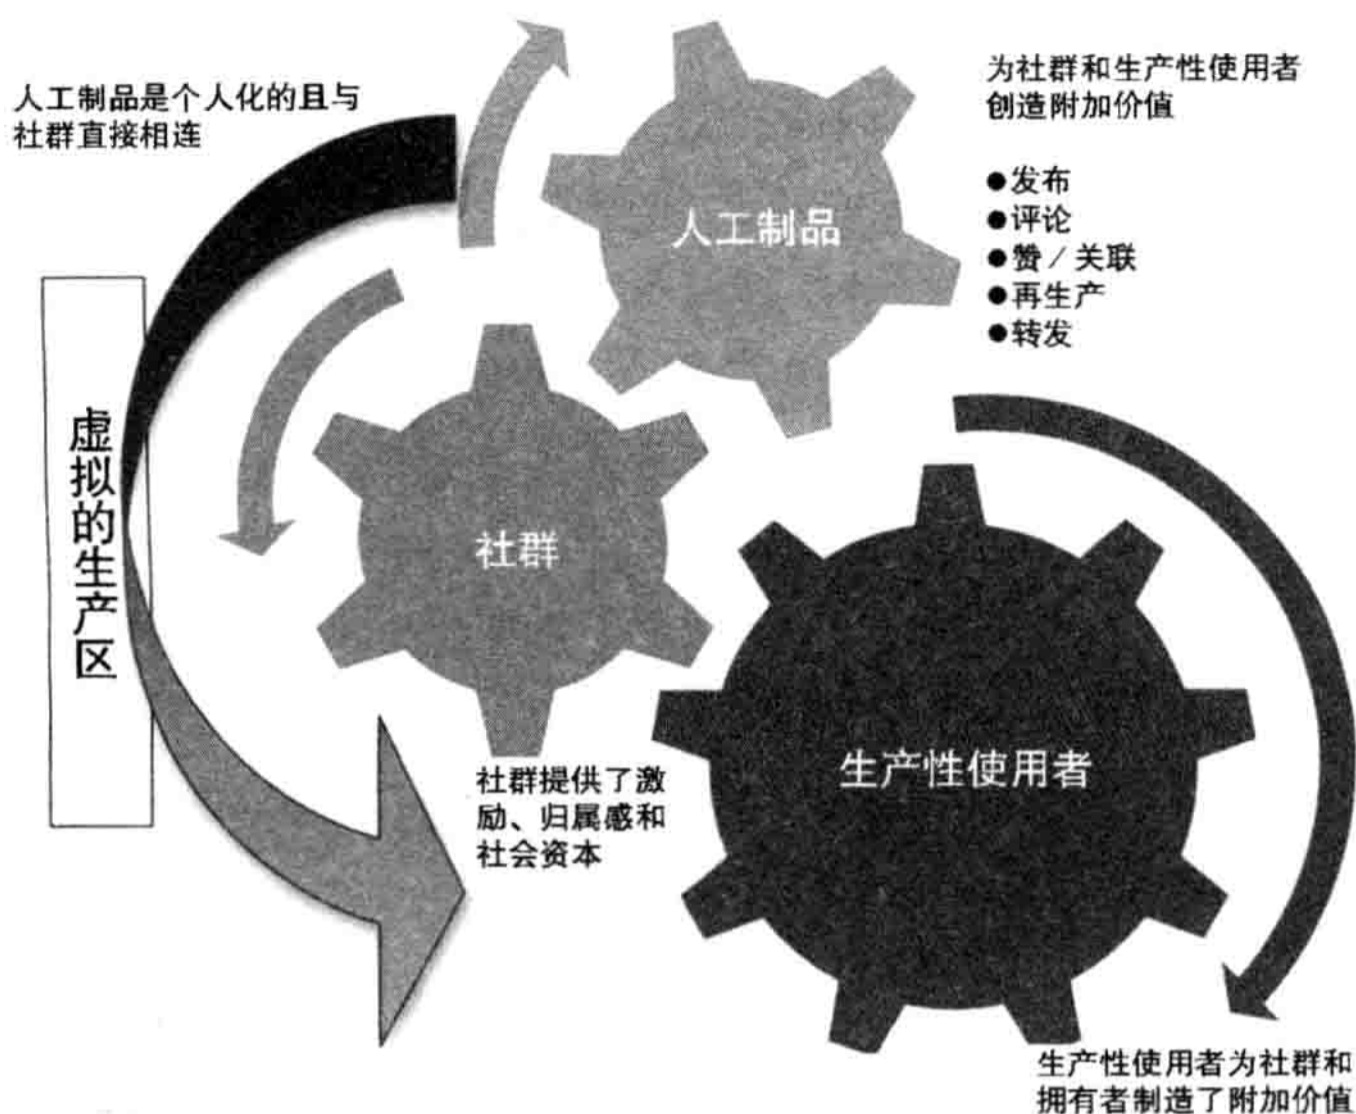 人工制品是个人化的且与
社群直接相连
为社群和生产性使用者
创造附加价值
●发布
●评论
●赞／关联
●再生产
●转发
人工制品
虚拟的生产区
社群
社群提供了激
励、归属感和
社会资本
生产性使用者
生产性使用者为社群和
拥有者制造了附加价值